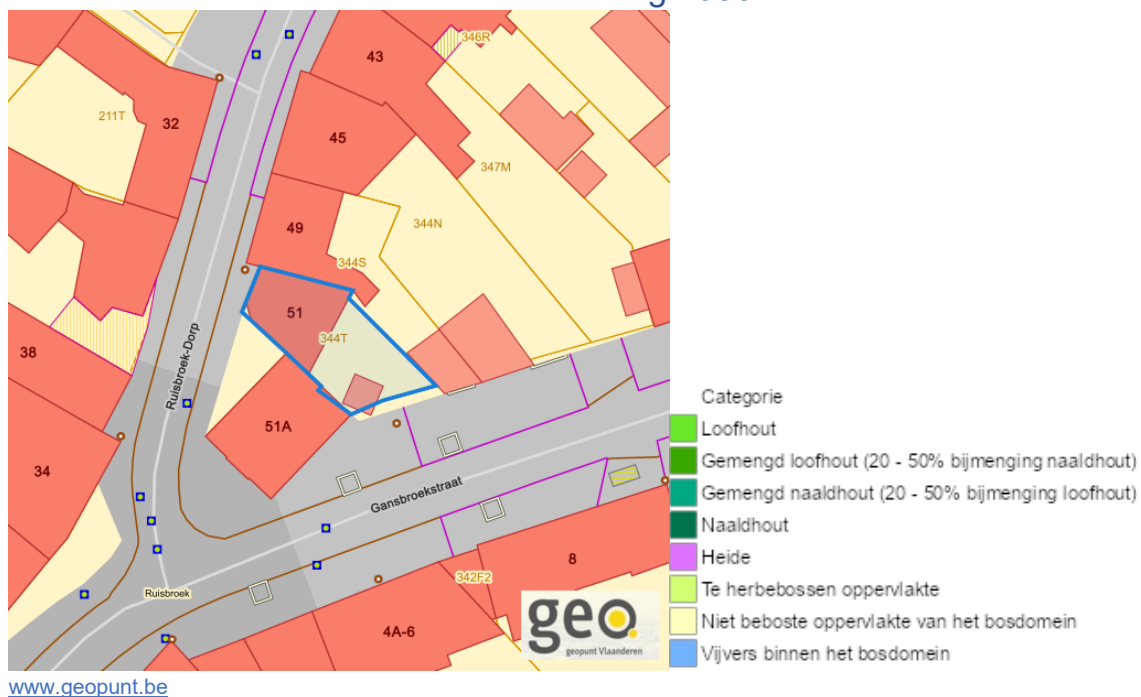 346R
43
211T
32
45
347M
49
344N
344S
51
344T
Ruisbroek-Dorp
38
51A
34
Gansbroekstraat
Ruisbroek
342F2
8
4A-6
geo
geopunt Vlaanderen
Categorie
Loofhout
Gemengd loofhout (20 - 50% bijmenging naaldhout)
Gemengd naaldhout (20 - 50% bijmenging loofhout)
Naaldhout
Heide
Te herbebossen oppervlakte
Niet beboste oppervlakte van het bosdomein
Vijvers binnen het bosdomein
www.geopunt.be